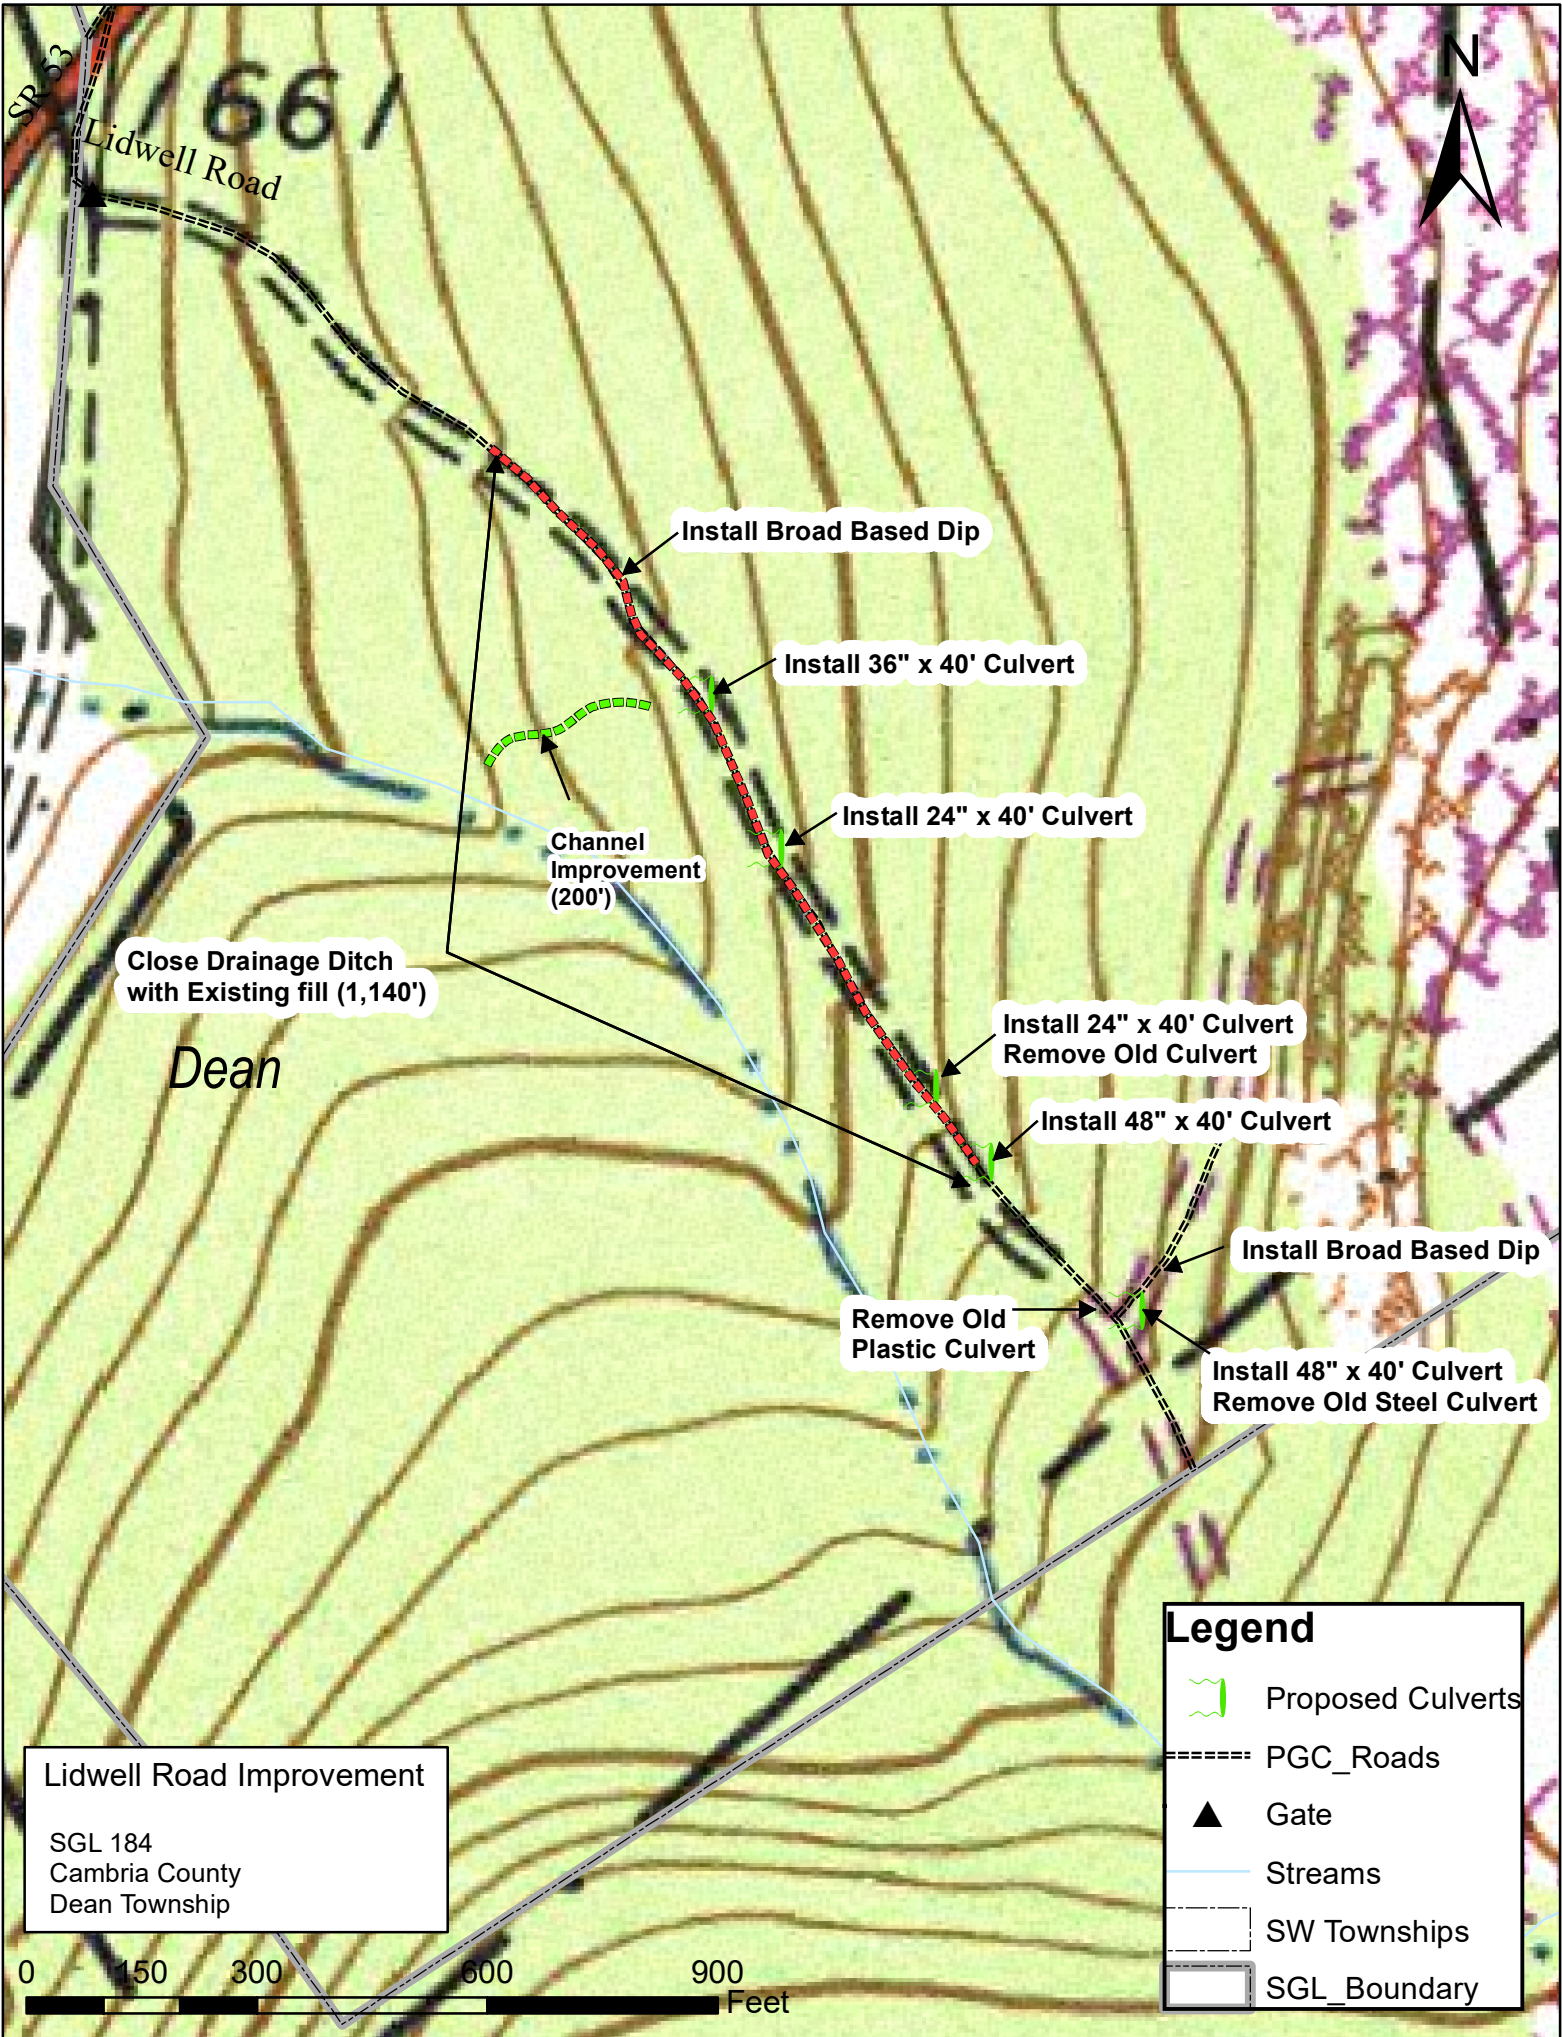 N
SR 53
1661
Lidwell Road
Install Broad Based Dip
Install 36" x 40' Culvert
Install 24" x 40' Culvert
Channel
Improvement
(200')
Close Drainage Ditch
with Existing fill (1,140')
Dean
Install 24" x 40' Culvert
Remove Old Culvert
Install 48" x 40' Culvert
Install Broad Based Dip
Remove Old
Plastic Culvert
Install 48" x 40' Culvert
Remove Old Steel Culvert
Legend
Proposed Culverts
PGC_Roads
Gate
Streams
SW Townships
SGL_Boundary
Lidwell Road Improvement
SGL 184
Cambria County
Dean Township
0 150 300 600 900
Feet